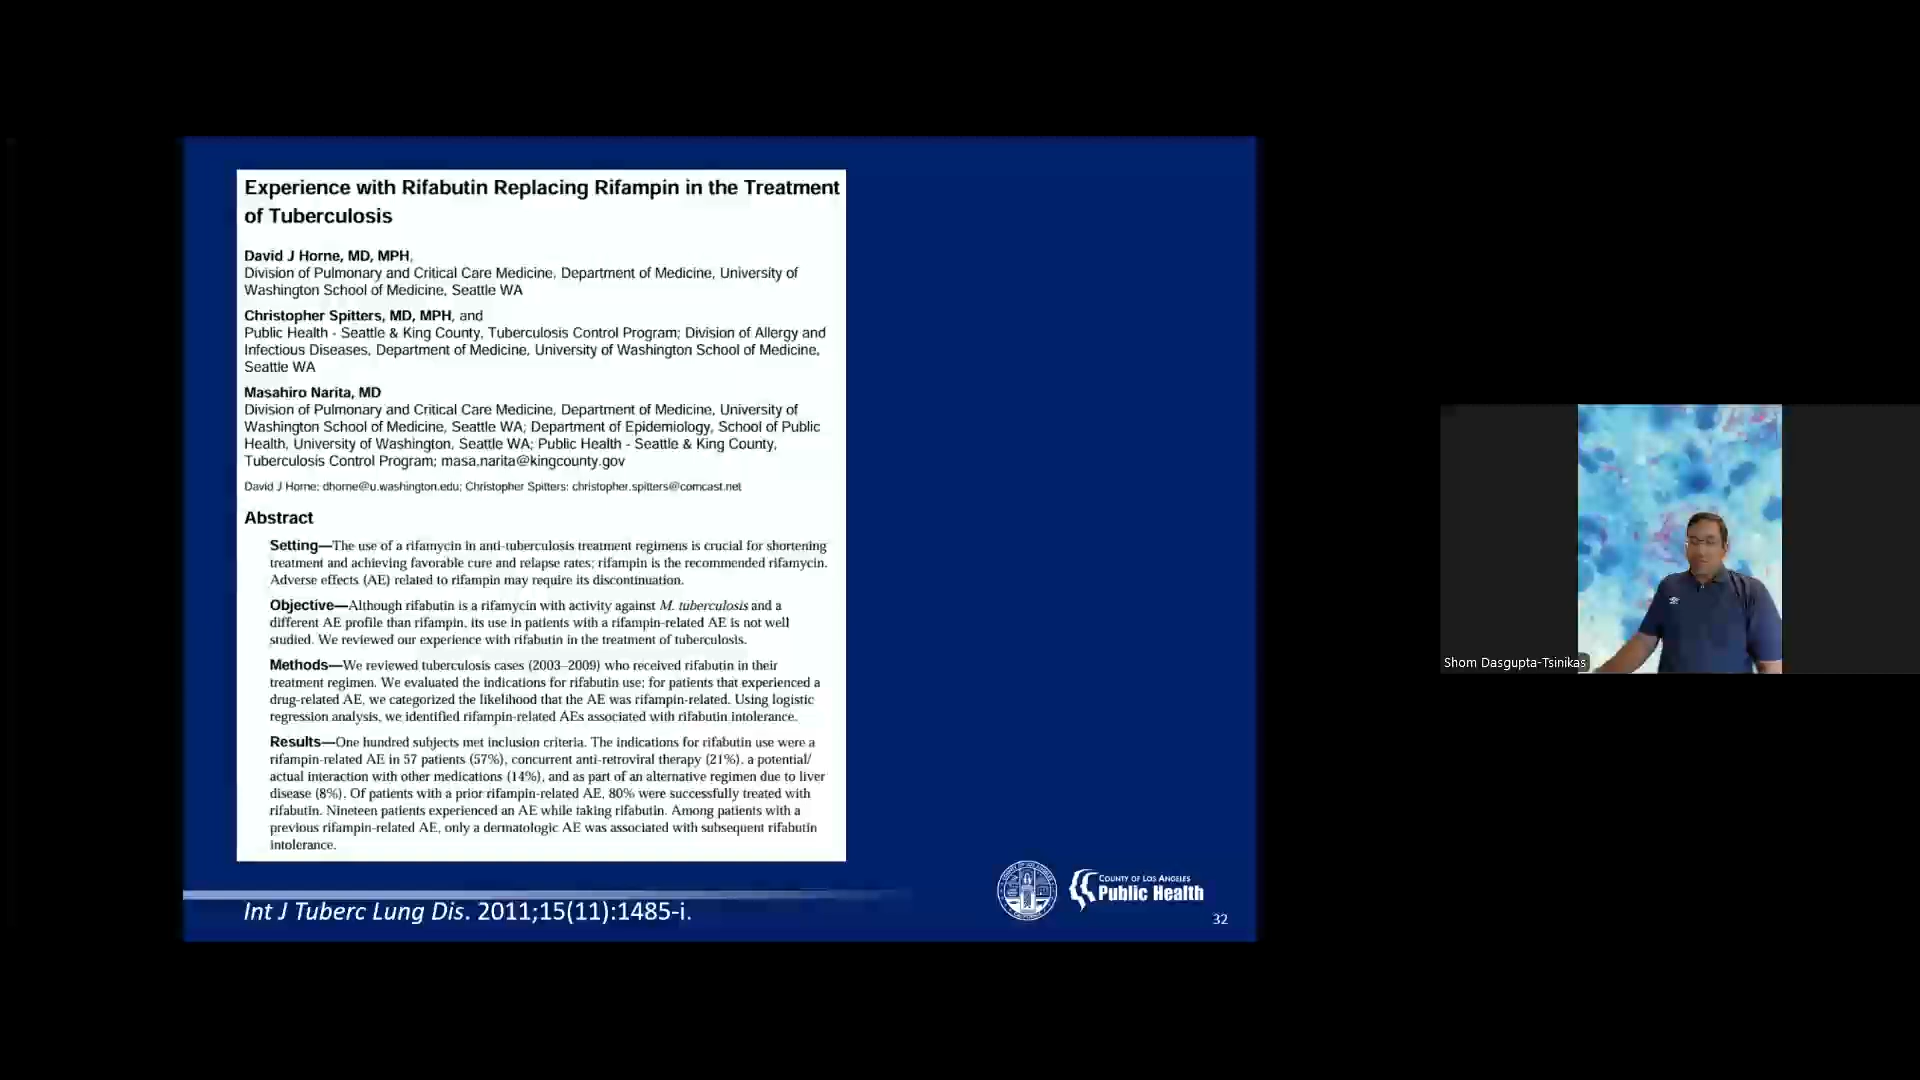 Experience with Rifabutin Replacing Rifampin in the Treatment
of Tuberculosis
David J Horne, MD, MPH,
Division of Pulmonary and Critical Care Medicine, Department of Medicine, University of
Washington School of Medicine, Seattle WA
Christopher Spitters, MD, MPH, and
Public Health - Seattle & King County, Tuberculosis Control Program; Division of Allergy and
Infectious Diseases, Department of Medicine, University of Washington School of Medicine,
Seattle WA
Masahiro Narita, MD
Division of Pulmonary and Critical Care Medicine, Department of Medicine, University of
Washington School of Medicine, Seattle WA; Department of Epidemiology, School of Public
Health, University of Washington, Seattle WA; Public Health - Seattle & King County,
Tuberculosis Control Program; masa.narita@kingcounty.gov
David J Horne: dhorne@u.washington.edu; Christopher Spitters: christopher.spitters@comcast.net
Abstract
Setting—The use of a rifamycin in anti-tuberculosis treatment regimens is crucial for shortening
treatment and achieving favorable cure and relapse rates; rifampin is the recommended rifamycin.
Adverse effects (AE) related to rifampin may require its discontinuation.
Objective—Although rifabutin is a rifamycin with activity against M. tuberculosis and a
different AE profile than rifampin, its use in patients with a rifampin-related AE is not well
studied. We reviewed our experience with rifabutin in the treatment of tuberculosis.
Methods—We reviewed tuberculosis cases (2003–2009) who received rifabutin in their
treatment regimen. We evaluated the indications for rifabutin use; for patients that experienced a
drug-related AE, we categorized the likelihood that the AE was rifampin-related. Using logistic
regression analysis, we identified rifampin-related AEs associated with rifabutin intolerance.
Results—One hundred subjects met inclusion criteria. The indications for rifabutin use were a
rifampin-related AE in 57 patients (57%), concurrent anti-retroviral therapy (21%), a potential/
actual interaction with other medications (14%), and as part of an alternative regimen due to liver
disease (8%). Of patients with a prior rifampin-related AE, 80% were successfully treated with
rifabutin. Nineteen patients experienced an AE while taking rifabutin. Among patients with a
previous rifampin-related AE, only a dermatologic AE was associated with subsequent rifabutin
intolerance.
Int J Tuberc Lung Dis. 2011;15(11):1485-i.
County of Los Angeles
Public Health
32
Shom Dasgupta-Tsinikas